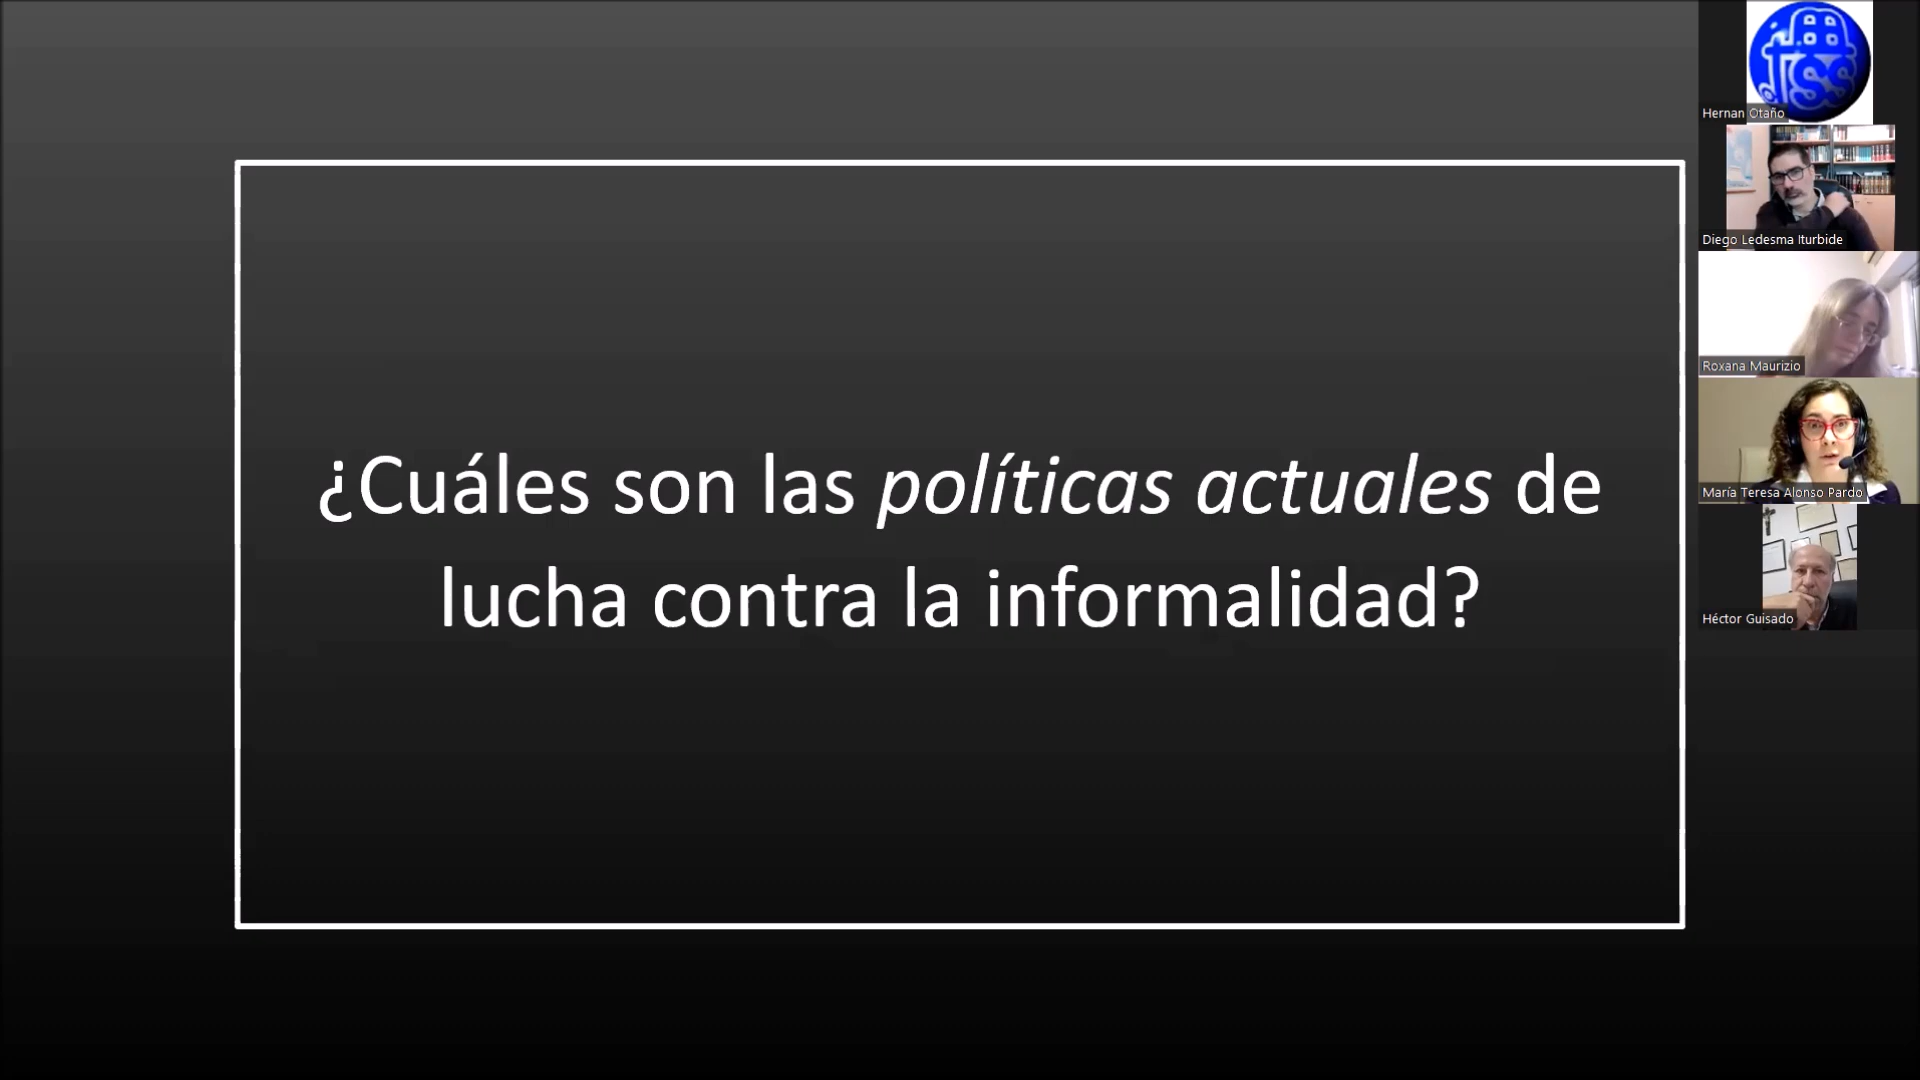 ¿Cuáles son las políticas actuales de
lucha contra la informalidad?
Hernan Otaño
Diego Ledesma Iturbide
Roxana Maurizio
María Teresa Alonso Pardo
Héctor Guisado